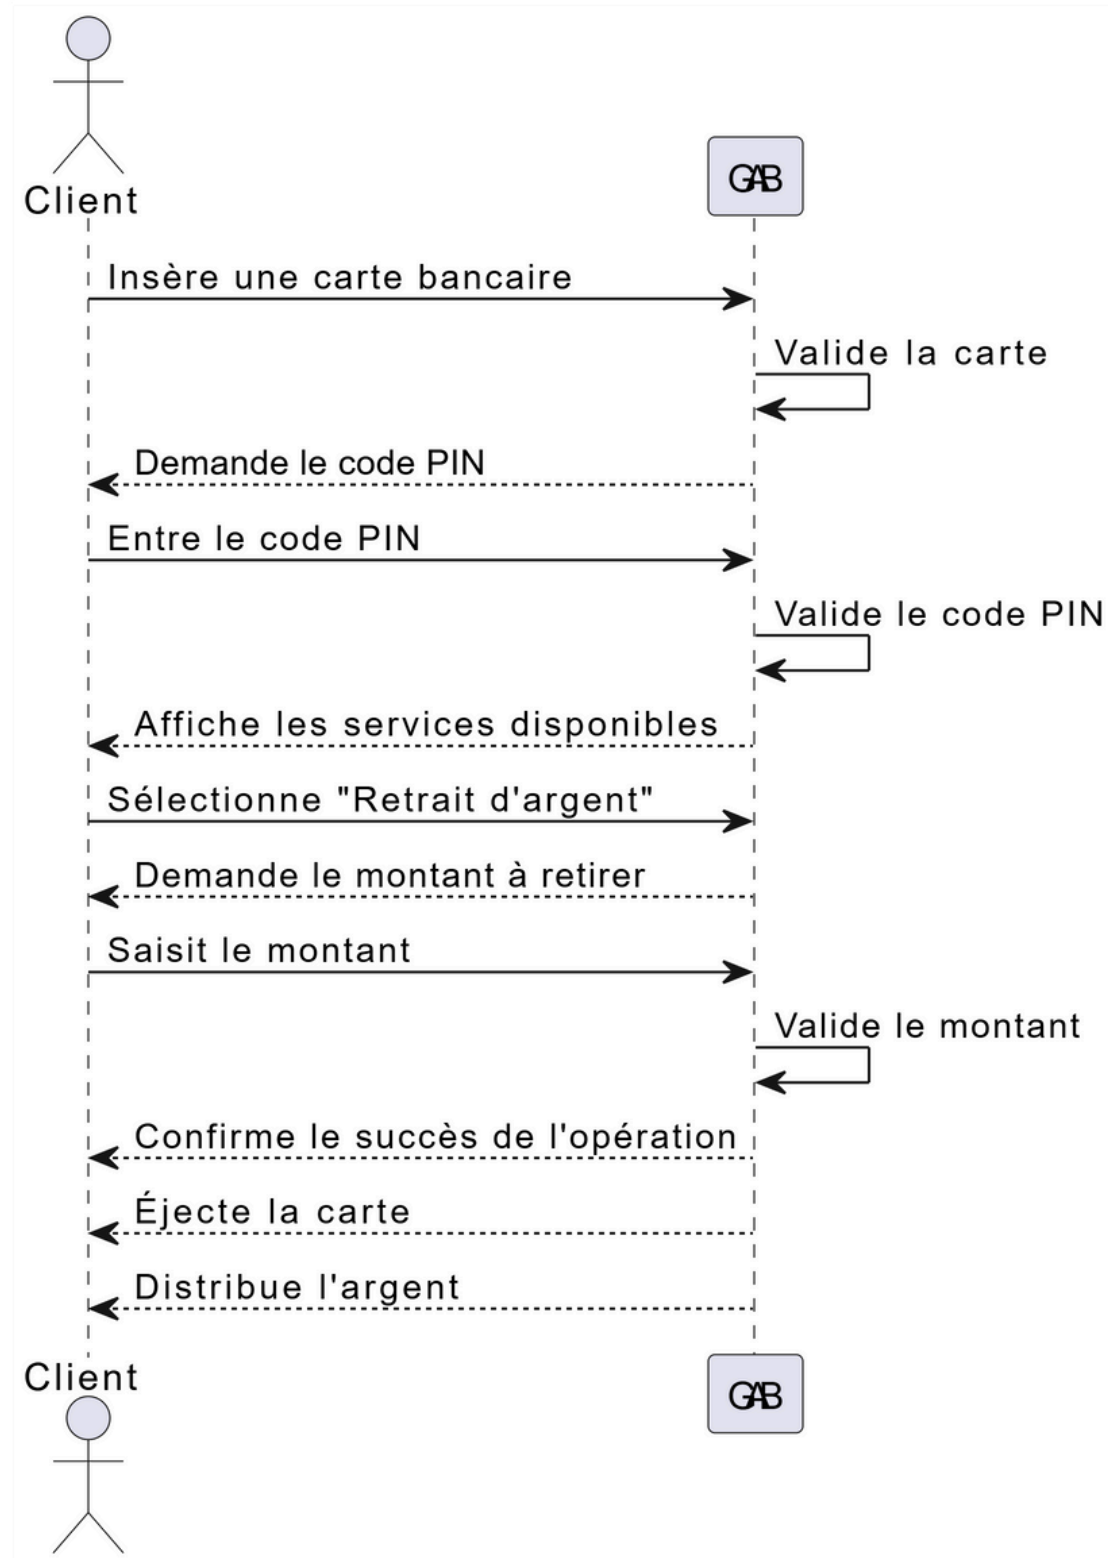 Client
GAB
Insère une carte bancaire
Valide la carte
Demande le code PIN
Entre le code PIN
Valide le code PIN
Affiche les services disponibles
Sélectionne "Retrait d'argent"
Demande le montant à retirer
Saisit le montant
Valide le montant
Confirme le succès de l'opération
Éjecte la carte
Distribue l'argent
Client
GAB